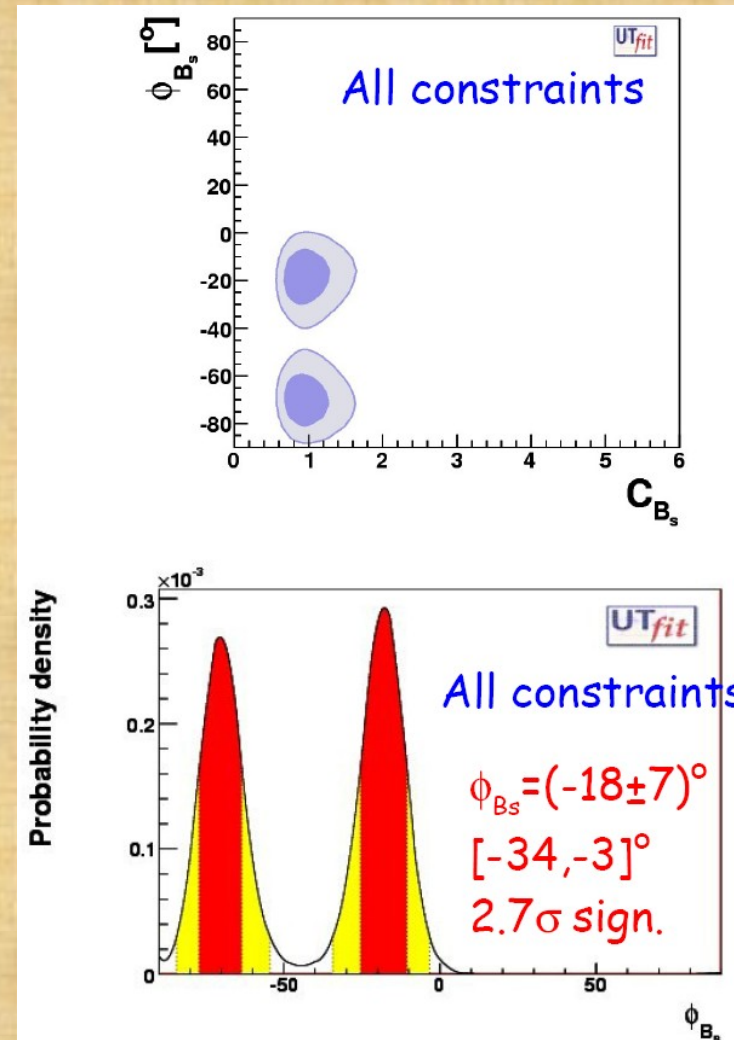 ϕBs[°]
UTfit
All constraints
80
60
40
20
0
-20
-40
-60
-80
0 1 2 3 4 5 6
CBs
×10⁻³
Probability density
0.3
0.2
0.1
0
UTfit
All constraints
ϕBs=(-18±7)°
[-34,-3]°
2.7σ sign.
-50 0 50
ϕBs